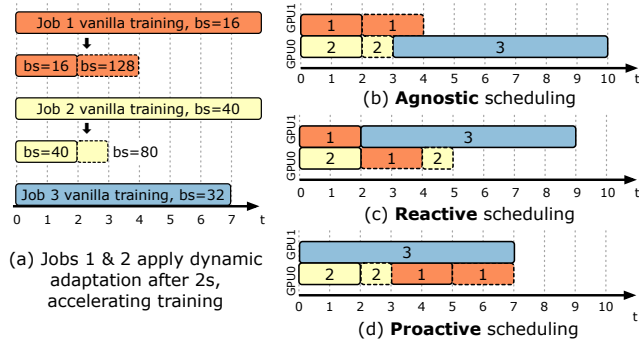 Job 1 vanilla training, bs=16
bs=16 bs=128
Job 2 vanilla training, bs=40
bs=40 bs=80
Job 3 vanilla training, bs=32
0 1 2 3 4 5 6 7 t
(a) Jobs 1 & 2 apply dynamic
adaptation after 2s,
accelerating training
GPU1 1 1
GPU0 2 2 3
0 1 2 3 4 5 6 7 8 9 10 t
(b) Agnostic scheduling
GPU1 1 3
GPU0 2 1 2
0 1 2 3 4 5 6 7 8 9 10 t
(c) Reactive scheduling
GPU1 3
GPU0 2 2 1 1
0 1 2 3 4 5 6 7 8 9 10 t
(d) Proactive scheduling